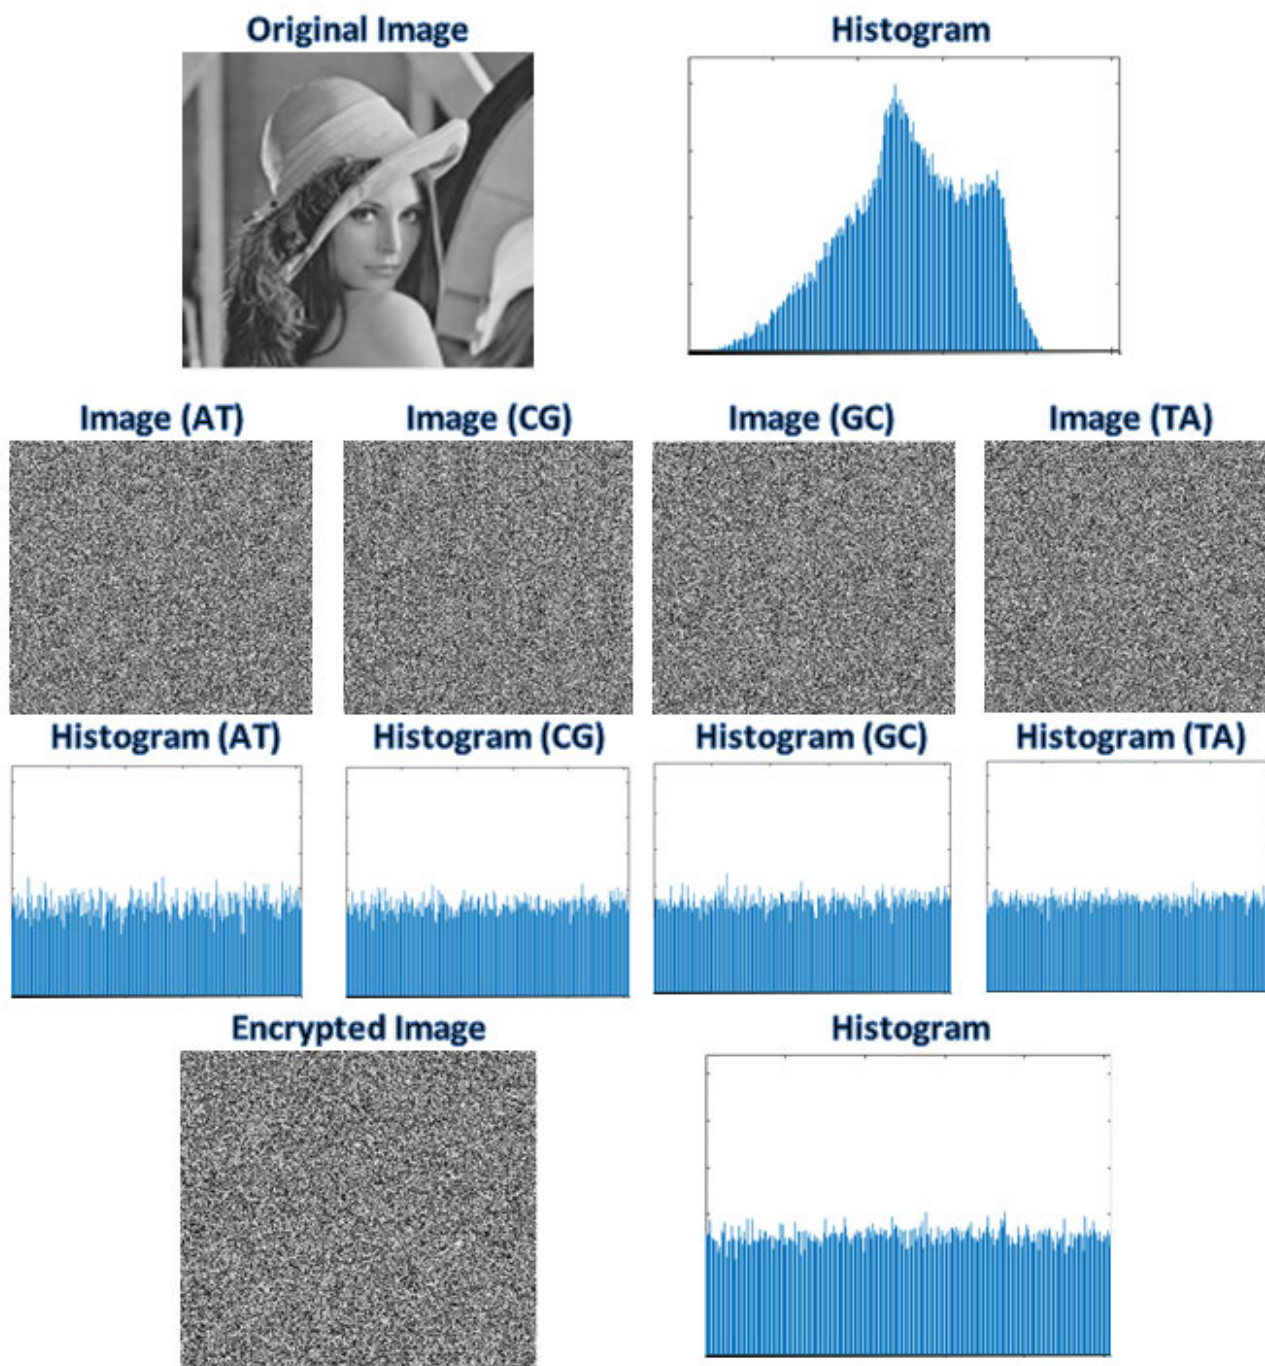 Original Image
Histogram
Image (AT)
Image (CG)
Image (GC)
Image (TA)
Histogram (AT)
Histogram (CG)
Histogram (GC)
Histogram (TA)
Encrypted Image
Histogram